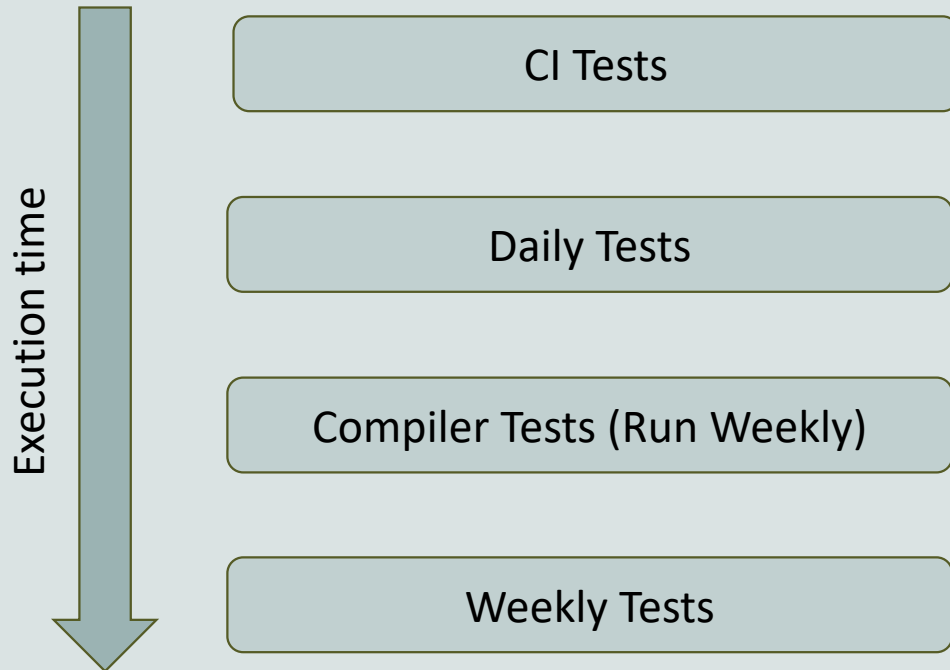 CI Tests
Daily Tests
Compiler Tests (Run Weekly)
Weekly Tests
Execution time